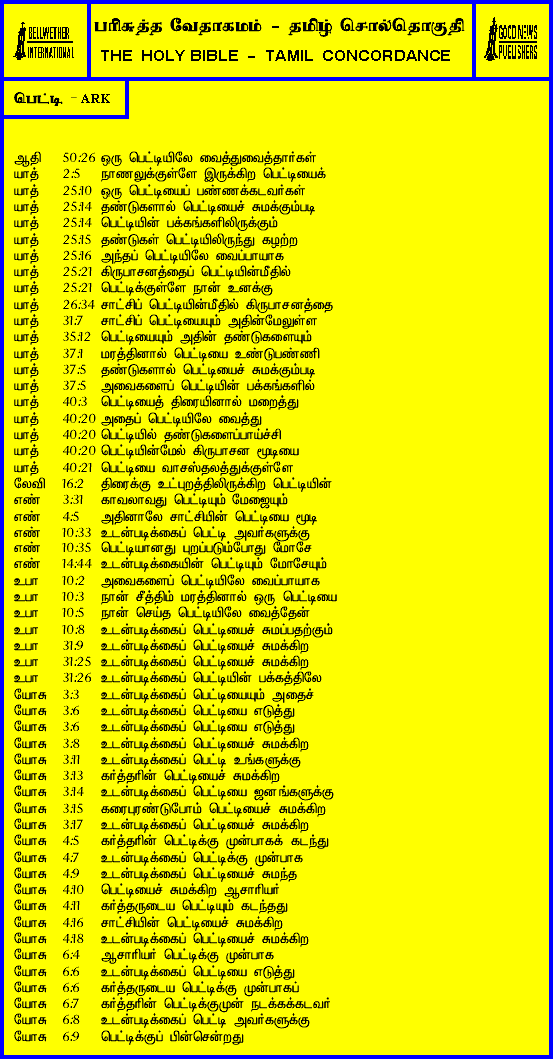 BELLWETHER
INTERNATIONAL
பரிசுத்த வேதாகமம் - தமிழ் சொல்தொகுதி
THE HOLY BIBLE - TAMIL CONCORDANCE
GOOD NEWS
PUBLISHERS
பெட்டி - ARK
ஆதி 50:26 ஒரு பெட்டியிலே வைத்துவைத்தார்கள்
யாத் 2:5 நாணலுக்குள்ளே இருக்கிற பெட்டியைக்
யாத் 25:10 ஒரு பெட்டியைப் பண்ணக்கடவர்கள்
யாத் 25:14 தண்டுகளால் பெட்டியைச் சுமக்கும்படி
யாத் 25:14 பெட்டியின் பக்கங்களிலிருக்கும்
யாத் 25:15 தண்டுகள் பெட்டியிலிருந்து கழற்ற
யாத் 25:16 அந்தப் பெட்டியிலே வைப்பாயாக
யாத் 25:21 கிருபாசனத்தைப் பெட்டியின்மீதில்
யாத் 25:21 பெட்டிக்குள்ளே நான் உனக்கு
யாத் 26:34 சாட்சிப் பெட்டியின்மீதில் கிருபாசனத்தை
யாத் 31:7 சாட்சிப் பெட்டியையும் அதின்மேலுள்ள
யாத் 35:12 பெட்டியையும் அதின் தண்டுகளையும்
யாத் 37:1 மரத்தினால் பெட்டியை உண்டுபண்ணி
யாத் 37:5 தண்டுகளால் பெட்டியைச் சுமக்கும்படி
யாத் 37:5 அவைகளைப் பெட்டியின் பக்கங்களில்
யாத் 40:3 பெட்டியைத் திரையினால் மறைத்து
யாத் 40:20 அதைப் பெட்டியிலே வைத்து
யாத் 40:20 பெட்டியில் தண்டுகளைப்பாய்ச்சி
யாத் 40:20 பெட்டியின்மேல் கிருபாசன மூடியை
யாத் 40:21 பெட்டியை வாசஸ்தலத்துக்குள்ளே
லேவி 16:2 திரைக்கு உட்புறத்திலிருக்கிற பெட்டியின்
எண் 3:31 காவலாவது பெட்டியும் மேஜையும்
எண் 4:5 அதினாலே சாட்சியின் பெட்டியை மூடி
எண் 10:33 உடன்படிக்கைப் பெட்டி அவர்களுக்கு
எண் 10:35 பெட்டியானது புறப்படும்போது மோசே
எண் 14:44 உடன்படிக்கையின் பெட்டியும் மோசேயும்
உபா 10:2 அவைகளைப் பெட்டியிலே வைப்பாயாக
உபா 10:3 நான் சீத்திம் மரத்தினால் ஒரு பெட்டியை
உபா 10:5 நான் செய்த பெட்டியிலே வைத்தேன்
உபா 10:8 உடன்படிக்கைப் பெட்டியைச் சுமப்பதற்கும்
உபா 31:9 உடன்படிக்கைப் பெட்டியைச் சுமக்கிற
உபா 31:25 உடன்படிக்கைப் பெட்டியைச் சுமக்கிற
உபா 31:26 உடன்படிக்கைப் பெட்டியின் பக்கத்திலே
யோசு 3:3 உடன்படிக்கைப் பெட்டியையும் அதைச்
யோசு 3:6 உடன்படிக்கைப் பெட்டியை எடுத்து
யோசு 3:6 உடன்படிக்கைப் பெட்டியை எடுத்து
யோசு 3:8 உடன்படிக்கைப் பெட்டியைச் சுமக்கிற
யோசு 3:11 உடன்படிக்கைப் பெட்டி உங்களுக்கு
யோசு 3:13 கர்த்தரின் பெட்டியைச் சுமக்கிற
யோசு 3:14 உடன்படிக்கைப் பெட்டியை ஜனங்களுக்கு
யோசு 3:15 கரைபுரண்டுபோம் பெட்டியைச் சுமக்கிற
யோசு 3:17 உடன்படிக்கைப் பெட்டியைச் சுமக்கிற
யோசு 4:5 கர்த்தரின் பெட்டிக்கு முன்பாகக் கடந்து
யோசு 4:7 உடன்படிக்கைப் பெட்டிக்கு முன்பாக
யோசு 4:9 உடன்படிக்கைப் பெட்டியைச் சுமந்த
யோசு 4:10 பெட்டியைச் சுமக்கிற ஆசாரியர்
யோசு 4:11 கர்த்தருடைய பெட்டியும் கடந்தது
யோசு 4:16 சாட்சியின் பெட்டியைச் சுமக்கிற
யோசு 4:18 உடன்படிக்கைப் பெட்டியைச் சுமக்கிற
யோசு 6:4 ஆசாரியர் பெட்டிக்கு முன்பாக
யோசு 6:6 உடன்படிக்கைப் பெட்டியை எடுத்து
யோசு 6:6 கர்த்தருடைய பெட்டிக்கு முன்பாகப்
யோசு 6:7 கர்த்தரின் பெட்டிக்குமுன் நடக்கக்கடவர்
யோசு 6:8 உடன்படிக்கைப் பெட்டி அவர்களுக்கு
யோசு 6:9 பெட்டிக்குப் பின்சென்றது